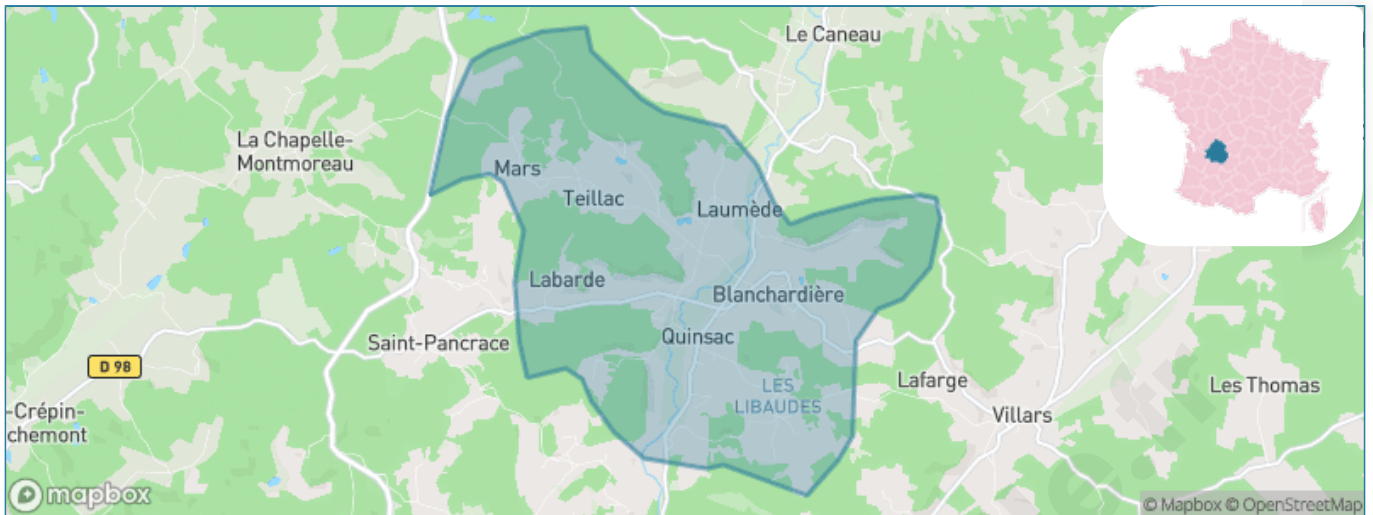 Le Caneau
La Chapelle-
Montmoreau
Mars
Teillac
Laumède
Labarde
Blanchardière
Quinsac
Saint-Pancrace
D 98
LES
LIBAUDES
Lafarge
Les Thomas
Villars
-Crépin-
chemont
mapbox
© Mapbox © OpenStreetMap